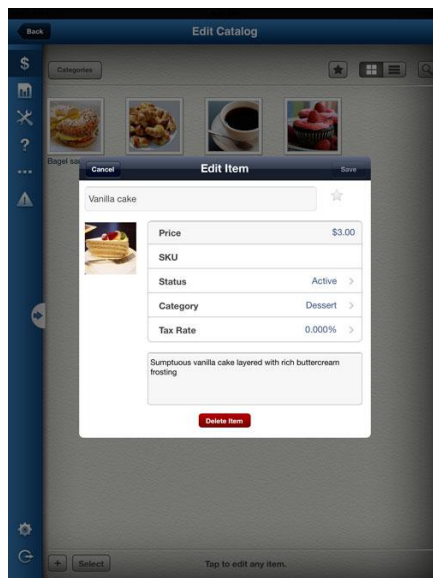 Back
Edit Catalog
$
Categories
?
Bagel sa
Cancel
Edit Item
Save
Vanilla cake
Price
$3.00
SKU
Status
Active >
Category
Dessert >
Tax Rate
0.000% >
Sumptuous vanilla cake layered with rich buttercream
frosting
Delete Item
+
Select
Tap to edit any item.